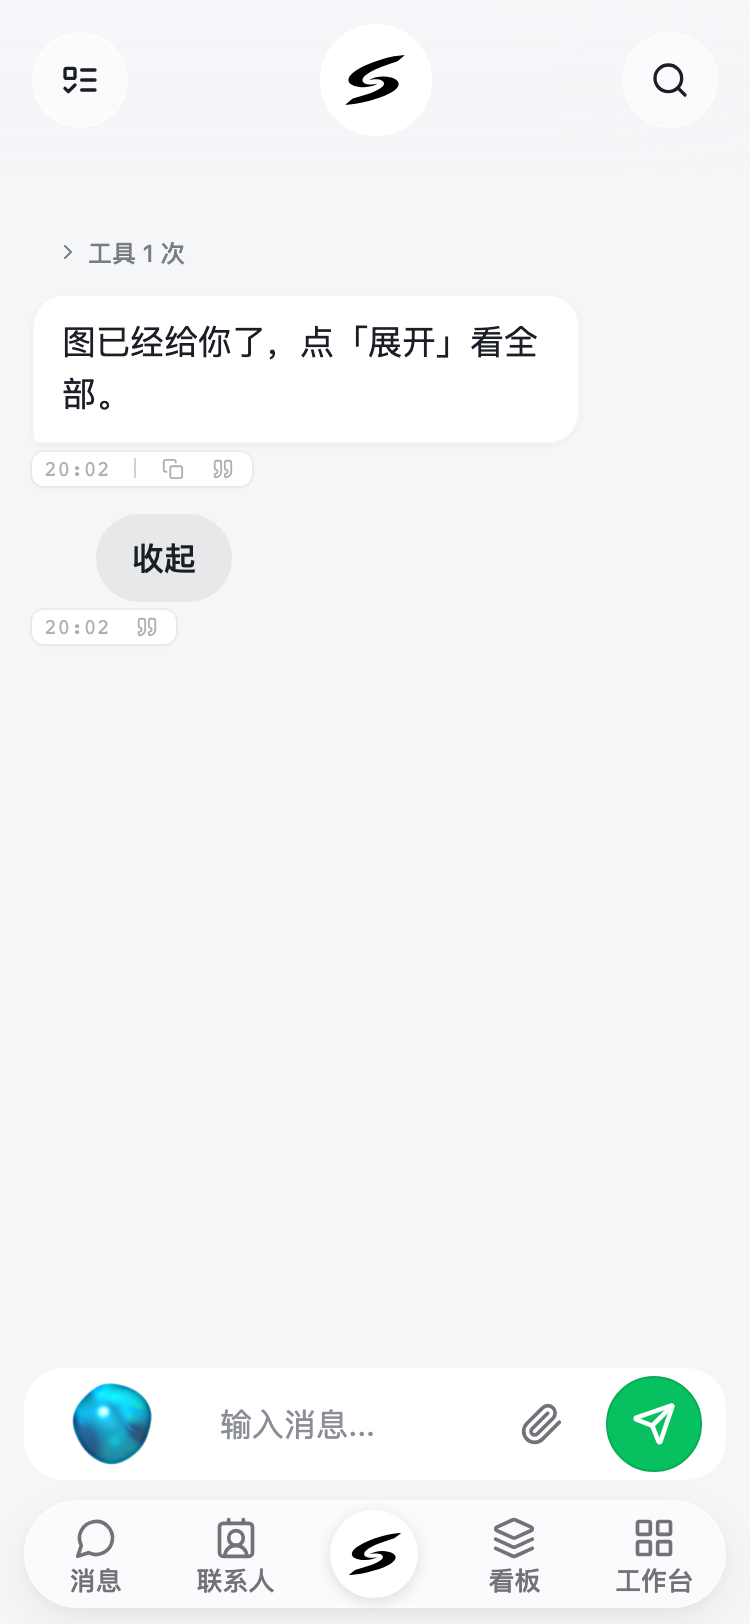 工具 1 次
图已经给你了，点「展开」看全
部。
20:02
收起
20:02
输入消息...
消息
联系人
看板
工作台